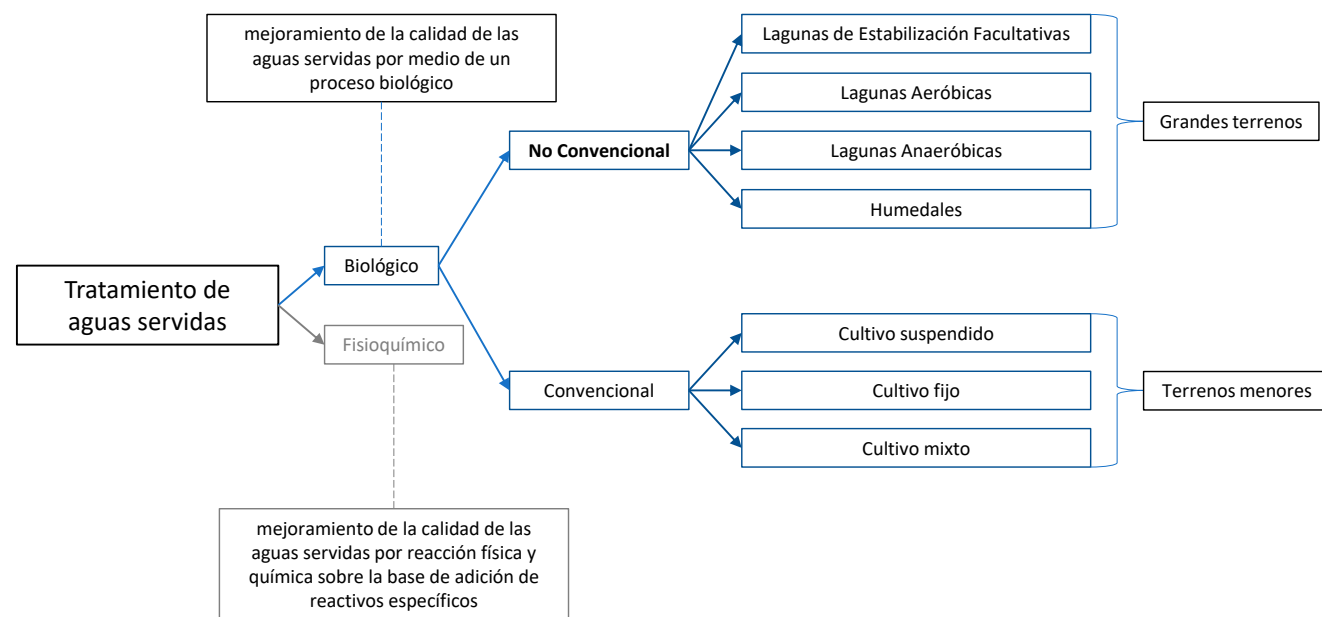 mejoramiento de la calidad de las
aguas servidas por medio de un
proceso biológico
Lagunas de Estabilización Facultativas
Lagunas Aeróbicas
Grandes terrenos
No Convencional
Lagunas Anaeróbicas
Humedales
Biológico
Tratamiento de
aguas servidas
Fisioquímico
Cultivo suspendido
Convencional
Cultivo fijo
Terrenos menores
Cultivo mixto
mejoramiento de la calidad de las
aguas servidas por reacción física y
química sobre la base de adición de
reactivos específicos